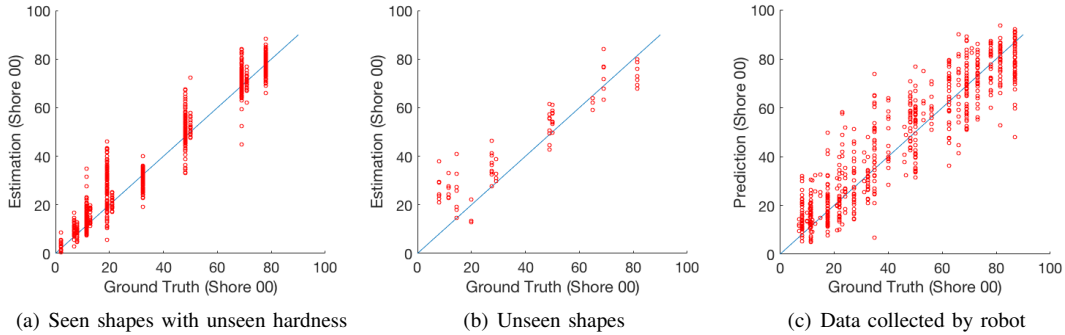 100
80
60
40
20
0
Estimation (Shore 00)
0 20 40 60 80 100
Ground Truth (Shore 00)
(a) Seen shapes with unseen hardness
100
80
60
40
20
0
Estimation (Shore 00)
0 20 40 60 80 100
Ground Truth (Shore 00)
(b) Unseen shapes
100
80
60
40
20
0
Prediction (Shore 00)
0 20 40 60 80 100
Ground Truth (Shore 00)
(c) Data collected by robot